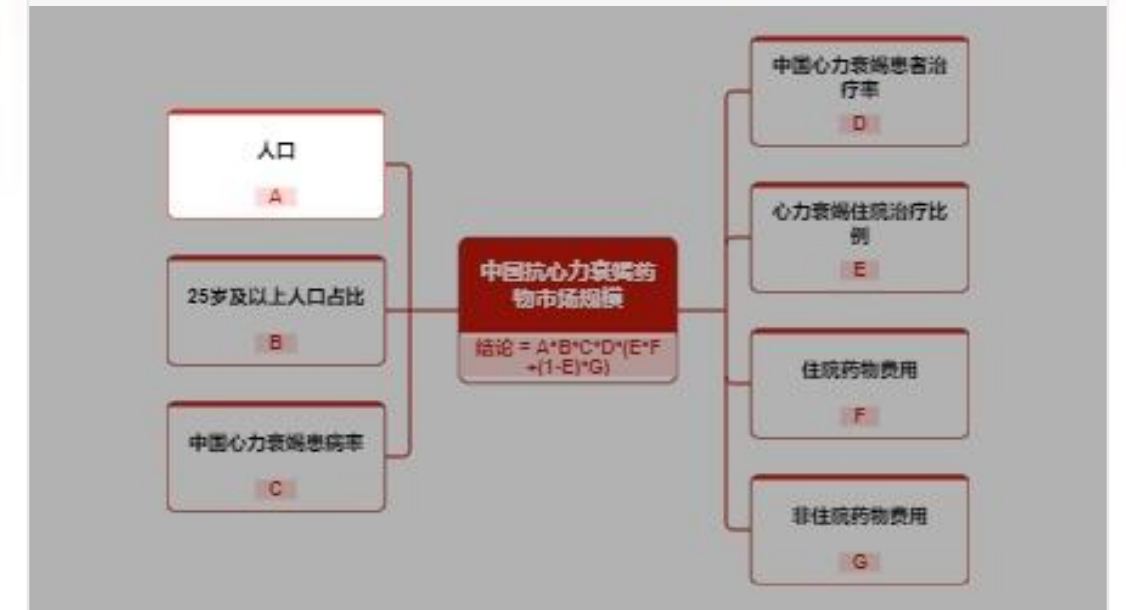 人口
A
25岁及以上人口占比
B
中国心力衰竭患病率
C
中国抗心力衰竭药
物市场规模
结论 = A*B*C*D*(E*F
+(1-E)*G)
中国心力衰竭患者治
疗率
D
心力衰竭住院治疗比
例
E
住院药物费用
F
非住院药物费用
G